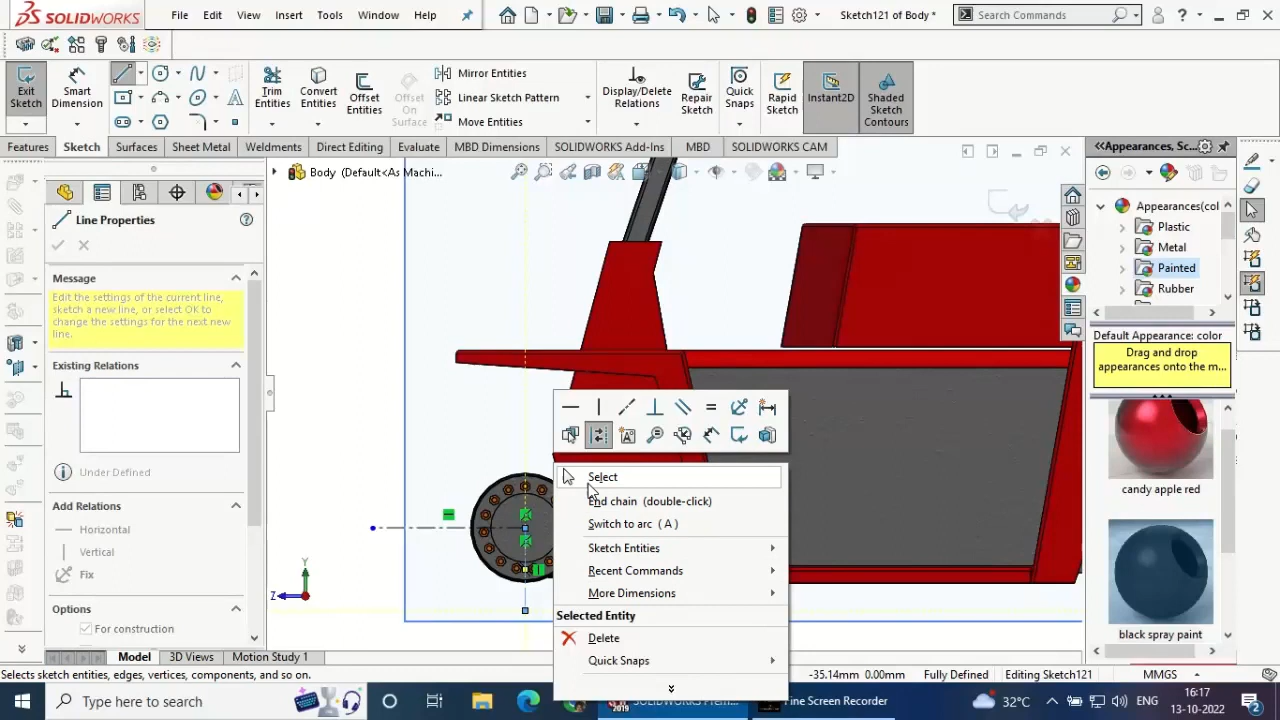 SOLIDWORKS
File
Edit
View
Insert
Tools
Window
Help
Sketch121 of Body *
Search Commands
Exit Sketch
Smart Dimension
Trim Entities
Convert Entities
Offset Entities
Offset On Surface
Mirror Entities
Linear Sketch Pattern
Move Entities
Display/Delete Relations
Repair Sketch
Quick Snaps
Rapid Sketch
Instant2D
Shaded Sketch Contours
Features
Sketch
Surfaces
Sheet Metal
Weldments
Direct Editing
Evaluate
MBD Dimensions
SOLIDWORKS Add-Ins
MBD
SOLIDWORKS CAM
Body (Default<As Machi...
<<Appearances, Sc...
Line Properties
Message
Edit the settings of the current line,
sketch a new line, or select OK to
change the settings for the next new
line.
Existing Relations
Under Defined
Add Relations
Horizontal
Vertical
Fix
Options
For construction
Y
Z
Select
End chain (double-click)
Switch to arc (A)
Sketch Entities
Recent Commands
More Dimensions
Selected Entity
Delete
Quick Snaps
Appearances(col
Plastic
Metal
Painted
Rubber
Default Appearance: color
Drag and drop
appearances onto the m...
candy apple red
black spray paint
Model
3D Views
Motion Study 1
Selects sketch entities, edges, vertices, components, and so on.
-35.14mm 0.00mm
Fully Defined
Editing Sketch121
MMGS
Type here to search
2019
SOLIDWORKS Prem...
Fine Screen Recorder
32°C
ENG
16:17
13-10-2022
2